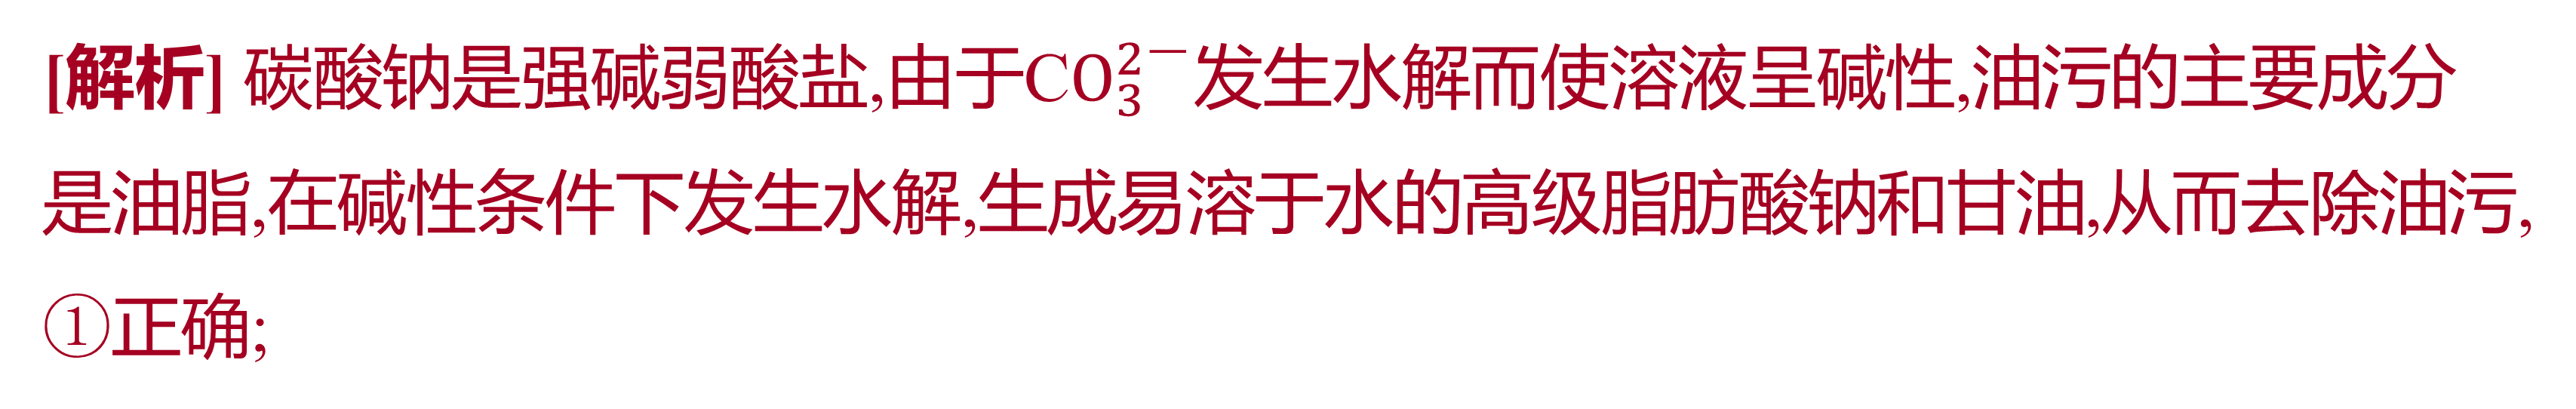 [解析] 碳酸钠是强碱弱酸盐,由于CO₃²⁻发生水解而使溶液呈碱性,油污的主要成分
是油脂,在碱性条件下发生水解,生成易溶于水的高级脂肪酸钠和甘油,从而去除油污,
①正确;